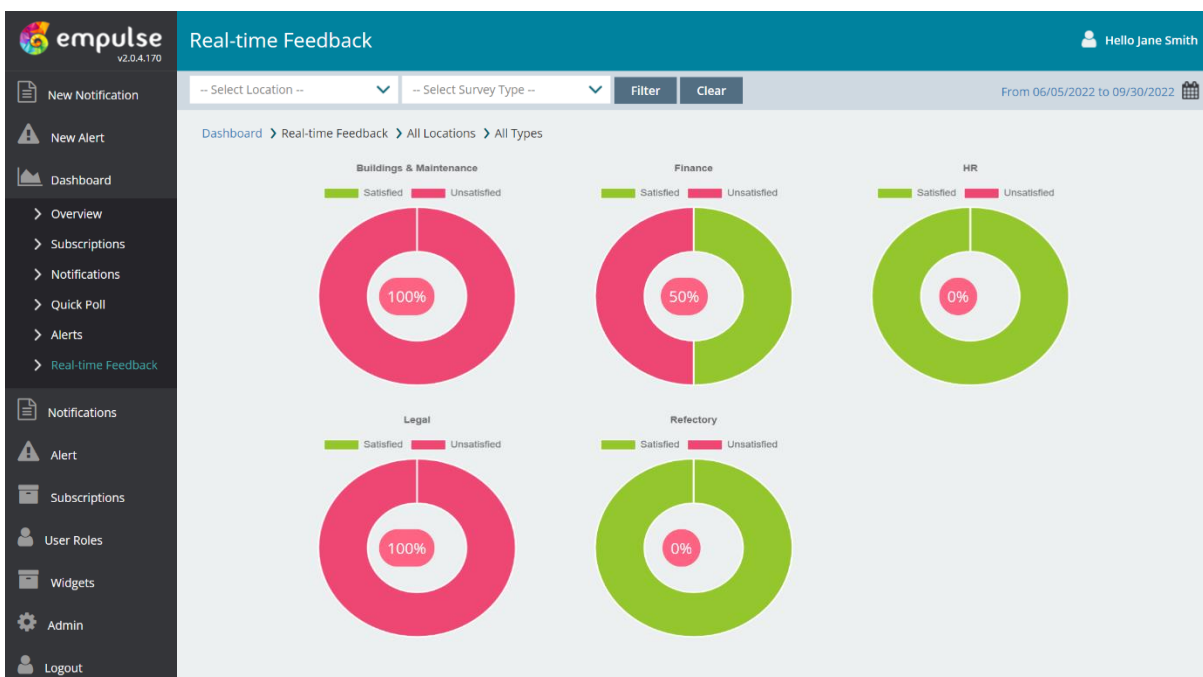 empulse
v2.0.4.170
New Notification
New Alert
Dashboard
Overview
Subscriptions
Notifications
Quick Poll
Alerts
Real-time Feedback
Notifications
Alert
Subscriptions
User Roles
Widgets
Admin
Logout
Real-time Feedback
Hello Jane Smith
-- Select Location -- -- Select Survey Type -- Filter Clear From 06/05/2022 to 09/30/2022
Dashboard Real-time Feedback All Locations All Types
Buildings & Maintenance
Satisfied Unsatisfied
100%
Finance
Satisfied Unsatisfied
50%
HR
Satisfied Unsatisfied
0%
Legal
Satisfied Unsatisfied
100%
Refectory
Satisfied Unsatisfied
0%